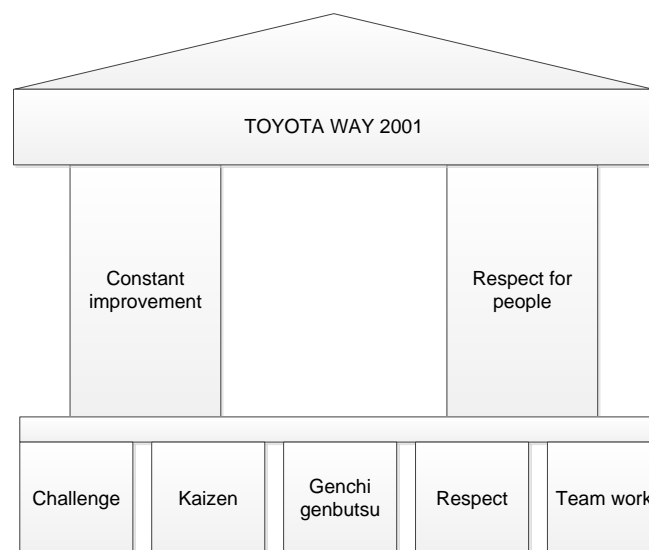 TOYOTA WAY 2001
Constant
improvement
Respect for
people
Challenge
Kaizen
Genchi
genbutsu
Respect
Team work